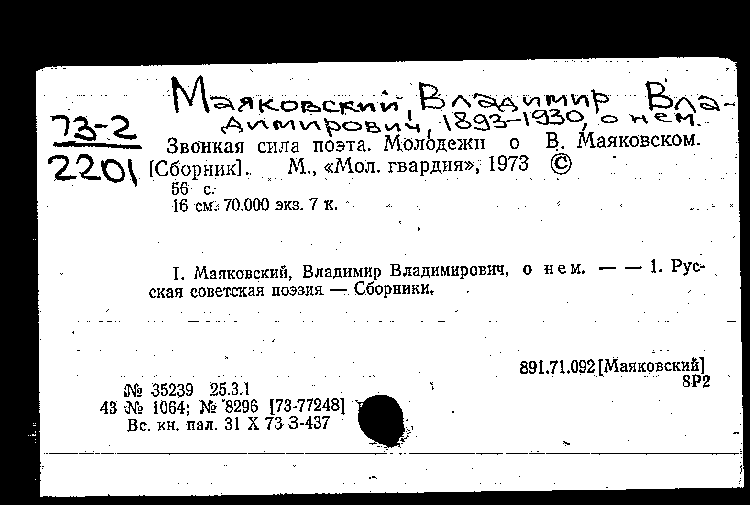 Маяковский, Владимир Вла-
димирович, 1893-1930, о нем.
73-2
2201
Звонкая сила поэта. Молодежи о В. Маяковском.
[Сборник]. М., «Мол. гвардия», 1973 ©
56 с.
16 см. 70.000 экз. 7 к.
I. Маяковский, Владимир Владимирович, о нем. — — 1. Рус-
ская советская поэзия — Сборники.
891.71.092[Маяковский]
8Р2
№ 35239 25.3.1
43 № 1064; № 8296 [73-77248]
Вс. кн. пал. 31 X 73 З-437